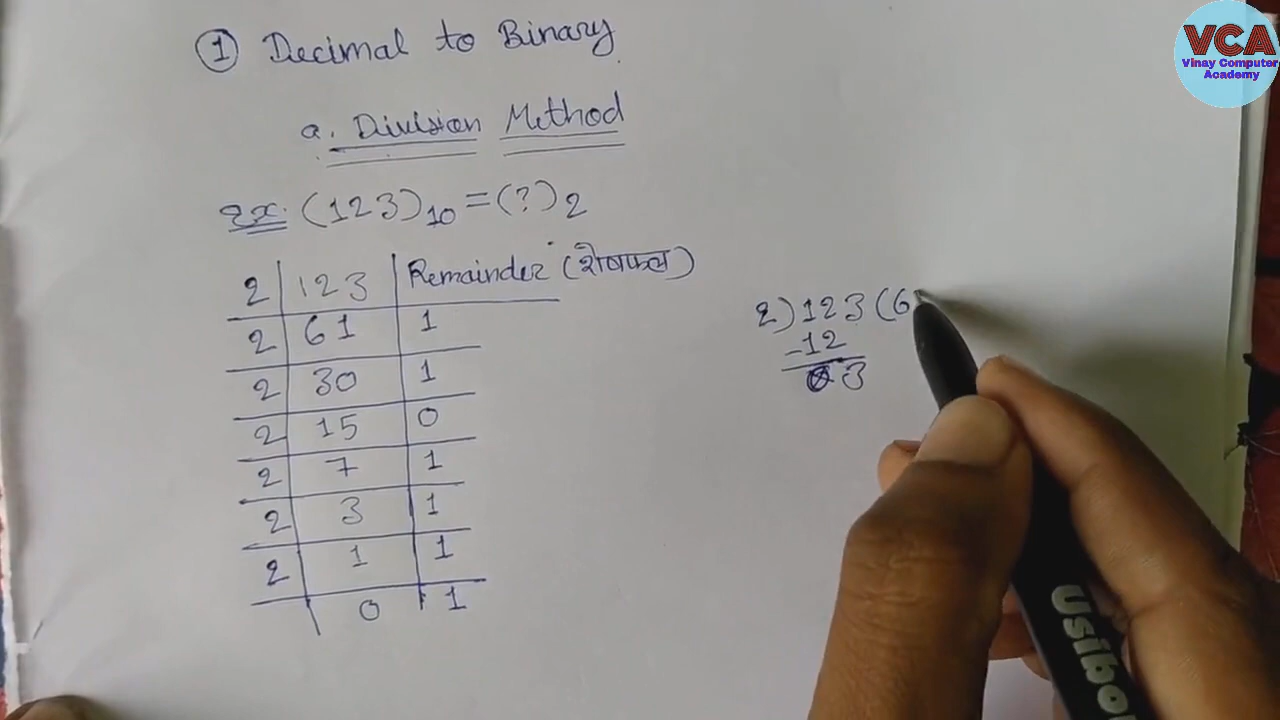 VCA
Vinay Computer
Academy
1 Decimal to Binary
a. Division Method
Ex. (123)10 = (?)2
2 | 123 | Remainder (शेषफल)
2 | 61 | 1
2 | 30 | 1
2 | 15 | 0
2 | 7 | 1
2 | 3 | 1
2 | 1 | 1
0 | 1
2) 123 (6
-12
03
Usibo